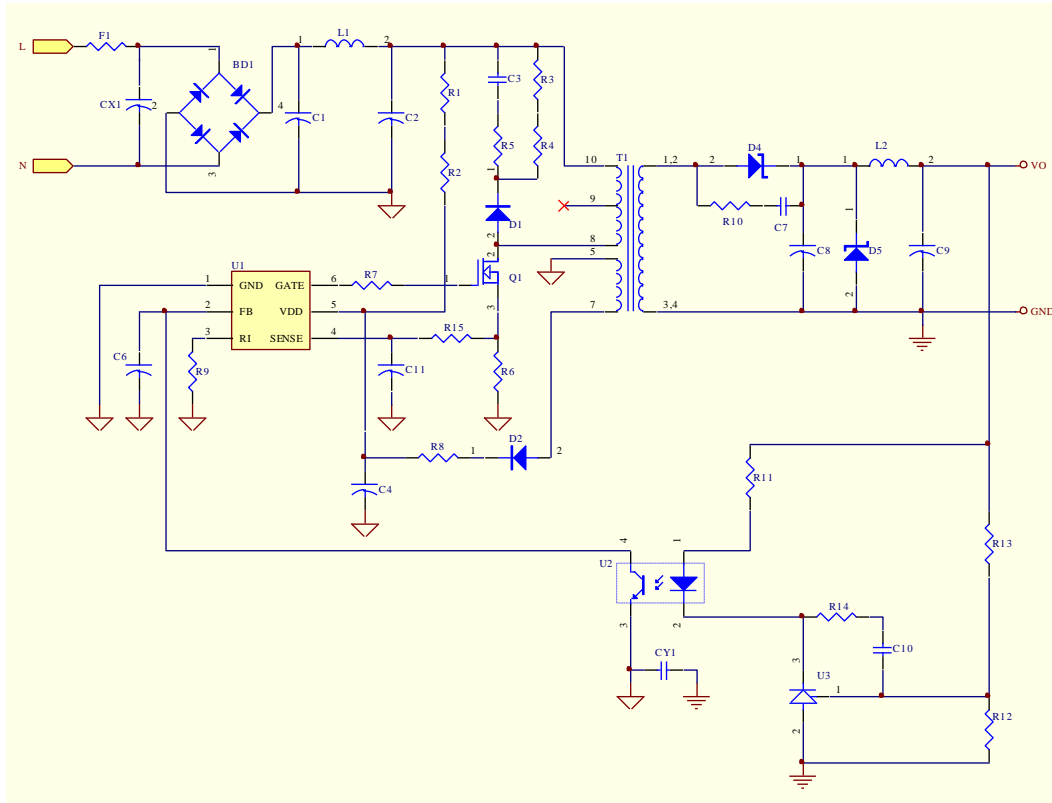 L
F1
1
BD1
CX1
2
4
3
N
1
L1
2
C1
C2
R1
R2
C3
R3
R5
R4
1
D1
2
10
T1
1,2
9
8
5
7
3,4
2
D4
1
R10
C7
C8
1
L2
2
VO
1
D5
2
C9
GND
U1
1
GND
GATE
6
R7
1
2
Q1
3
2
FB
VDD
5
3
RI
SENSE
4
R15
C6
R9
C11
R6
R8
1
D2
2
C4
R11
R13
4
1
U2
3
2
R14
C10
CY1
3
U3
1
2
R12